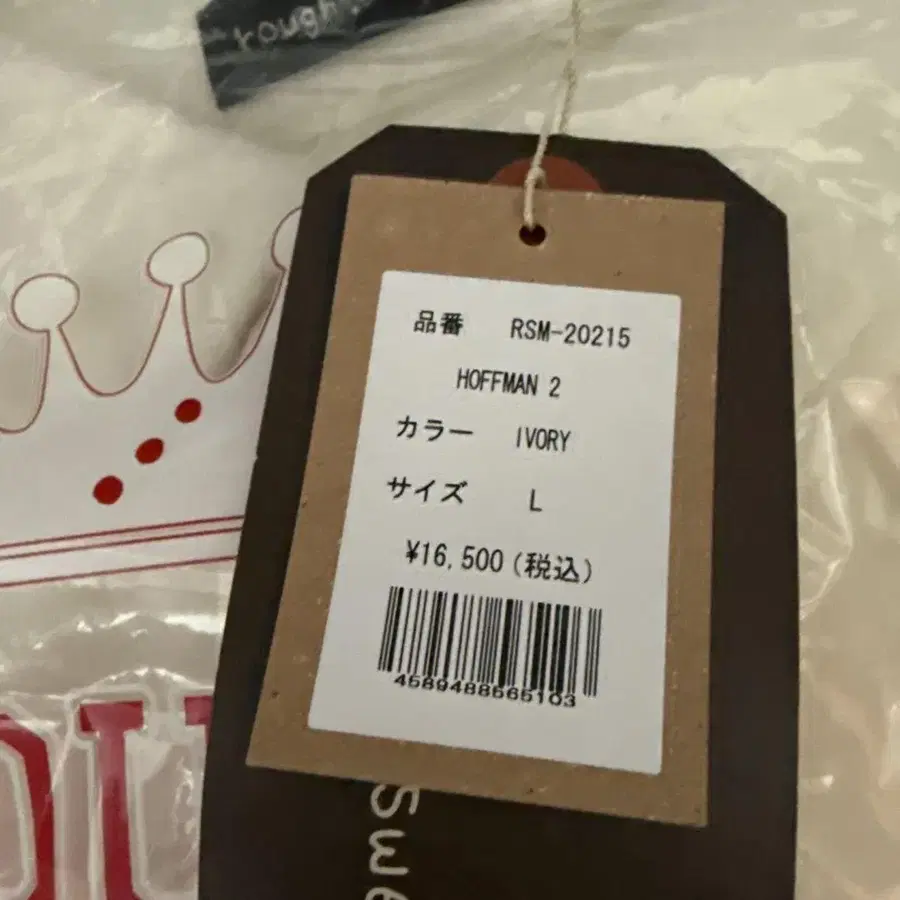 rough
品番 RSM-20215
HOFFMAN 2
カラー IVORY
サイズ L
¥16,500(税込)
4589488565103
Swe